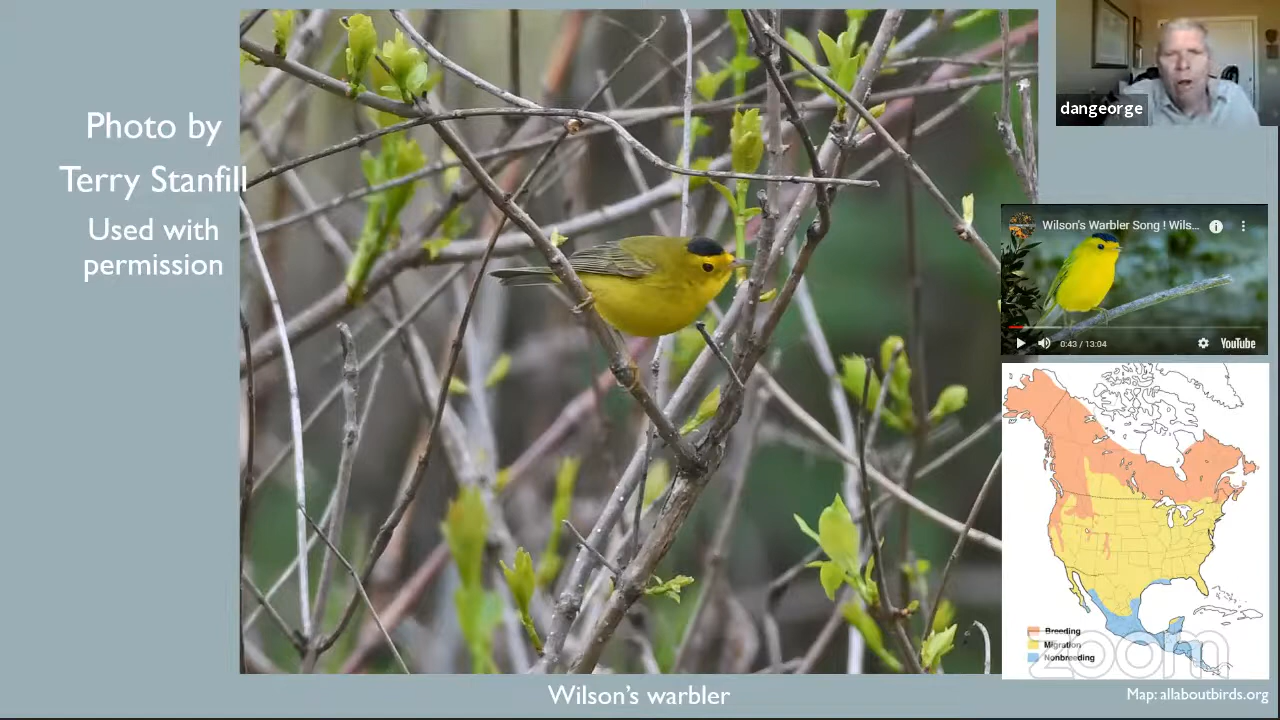 Photo by
Terry Stanfill
Used with
permission
dangeorge
Wilson's Warbler Song ! Wils...
0:43 / 13:04
YouTube
Breeding
Migration
Nonbreeding
zoom
Wilson's warbler
Map: allaboutbirds.org